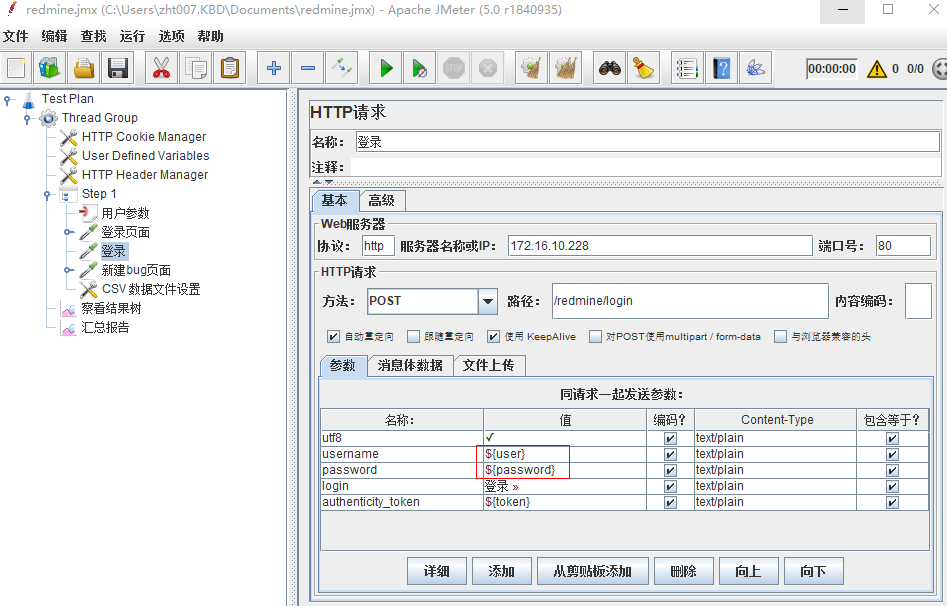 redmine.jmx (C:\Users\zht007.KBD\Documents\redmine.jmx) - Apache JMeter (5.0 r1840935)
文件 编辑 查找 运行 选项 帮助
00:00:00 0 0/0
Test Plan
Thread Group
HTTP Cookie Manager
User Defined Variables
HTTP Header Manager
Step 1
用户参数
登录页面
登录
新建bug页面
CSV 数据文件设置
察看结果树
汇总报告
HTTP请求
名称： 登录
注释：
基本 高级
Web服务器
协议： http 服务器名称或IP： 172.16.10.228 端口号： 80
HTTP请求
方法： POST 路径： /redmine/login 内容编码：
自动重定向 跟随重定向 使用 KeepAlive 对POST使用multipart / form-data 与浏览器兼容的头
参数 消息体数据 文件上传
同请求一起发送参数：
名称： 值 编码? Content-Type 包含等于?
utf8 ✓ text/plain
username ${user} text/plain
password ${password} text/plain
login 登录 » text/plain
authenticity_token ${token} text/plain
详细 添加 从剪贴板添加 删除 向上 向下